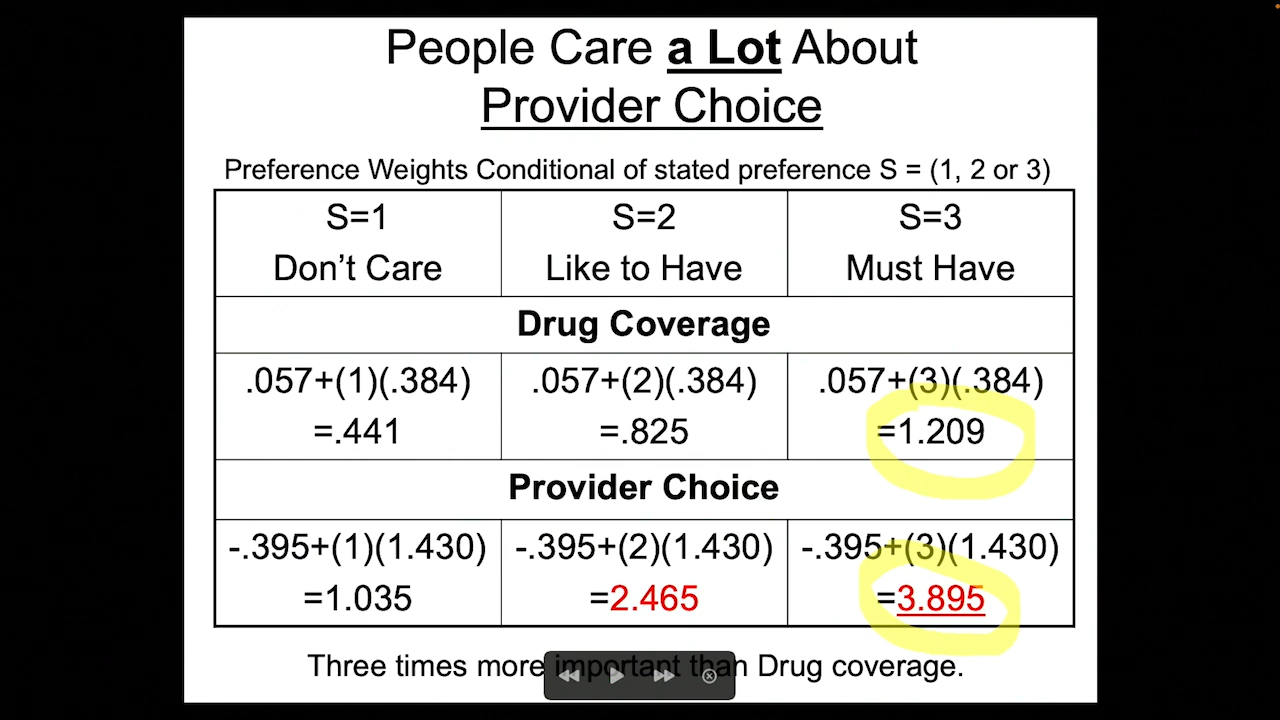 People Care a Lot About
Provider Choice
Preference Weights Conditional of stated preference S = (1, 2 or 3)
S=1 S=2 S=3
Don't Care Like to Have Must Have
Drug Coverage
.057+(1)(.384) .057+(2)(.384) .057+(3)(.384)
=.441 =.825 =1.209
Provider Choice
-.395+(1)(1.430) -.395+(2)(1.430) -.395+(3)(1.430)
=1.035 =2.465 =3.895
Three times more important than Drug coverage.